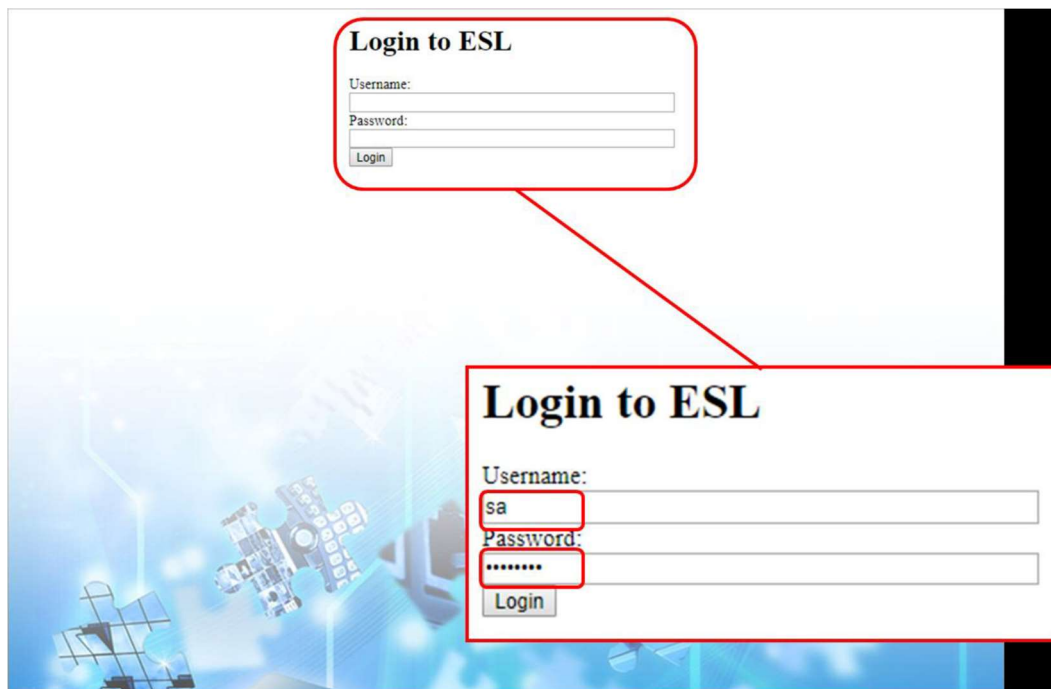 Login to ESL
Username:
Password:
Login
Login to ESL
Username:
sa
Password:
••••••••
Login